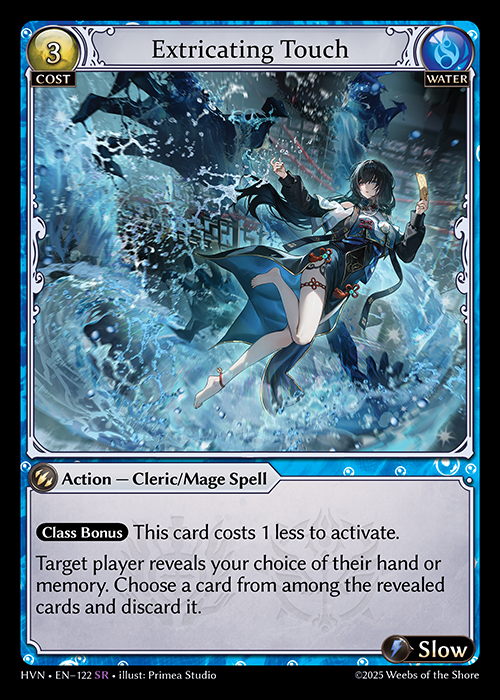 3
COST
Extricating Touch
WATER
Action — Cleric/Mage Spell
Class Bonus This card costs 1 less to activate.
Target player reveals your choice of their hand or
memory. Choose a card from among the revealed
cards and discard it.
Slow
HVN • EN–122 SR • illust: Primea Studio
©2025 Weebs of the Shore